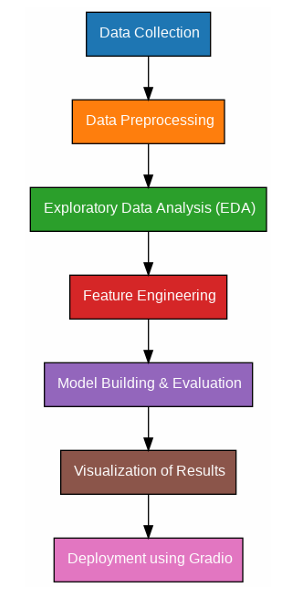 Data Collection
Data Preprocessing
Exploratory Data Analysis (EDA)
Feature Engineering
Model Building & Evaluation
Visualization of Results
Deployment using Gradio